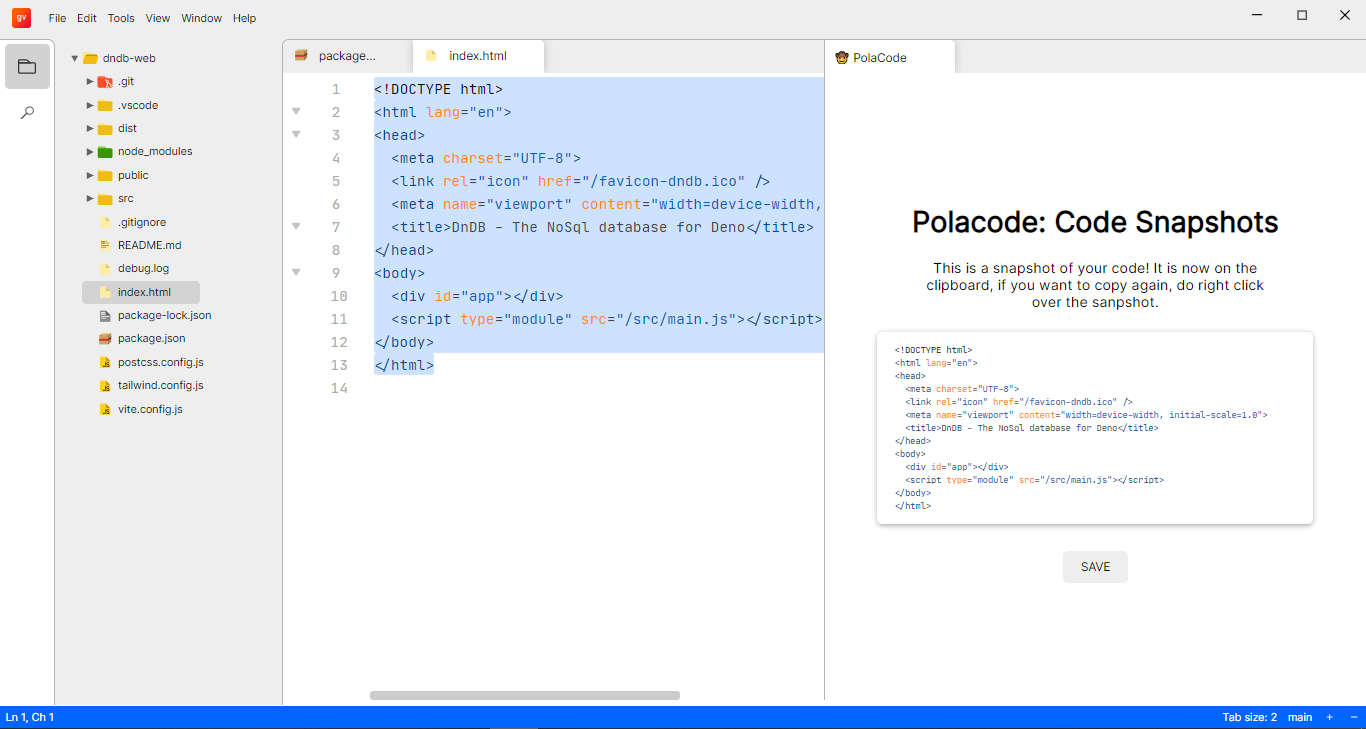 gv File Edit Tools View Window Help
dndb-web
.git
.vscode
dist
node_modules
public
src
.gitignore
README.md
debug.log
index.html
package-lock.json
package.json
postcss.config.js
tailwind.config.js
vite.config.js
package... index.html
1 <!DOCTYPE html>
2 <html lang="en">
3 <head>
4 <meta charset="UTF-8">
5 <link rel="icon" href="/favicon-dndb.ico" />
6 <meta name="viewport" content="width=device-width,
7 <title>DnDB - The NoSql database for Deno</title>
8 </head>
9 <body>
10 <div id="app"></div>
11 <script type="module" src="/src/main.js"></script>
12 </body>
13 </html>
14
PolaCode
Polacode: Code Snapshots
This is a snapshot of your code! It is now on the
clipboard, if you want to copy again, do right click
over the sanpshot.
<!DOCTYPE html>
<html lang="en">
<head>
<meta charset="UTF-8">
<link rel="icon" href="/favicon-dndb.ico" />
<meta name="viewport" content="width=device-width, initial-scale=1.0">
<title>DnDB - The NoSql database for Deno</title>
</head>
<body>
<div id="app"></div>
<script type="module" src="/src/main.js"></script>
</body>
</html>
SAVE
Ln 1, Ch 1 Tab size: 2 main + −